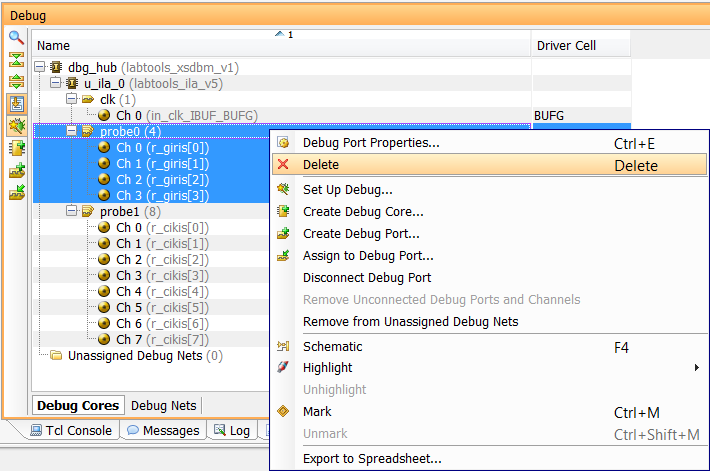 Debug
Name
1
Driver Cell
dbg_hub (labtools_xsdbm_v1)
u_ila_0 (labtools_ila_v5)
clk (1)
Ch 0 (in_clk_IBUF_BUFG) BUFG
probe0 (4)
Ch 0 (r_giris[0])
Ch 1 (r_giris[1])
Ch 2 (r_giris[2])
Ch 3 (r_giris[3])
probe1 (8)
Ch 0 (r_cikis[0])
Ch 1 (r_cikis[1])
Ch 2 (r_cikis[2])
Ch 3 (r_cikis[3])
Ch 4 (r_cikis[4])
Ch 5 (r_cikis[5])
Ch 6 (r_cikis[6])
Ch 7 (r_cikis[7])
Unassigned Debug Nets (0)
Debug Port Properties... Ctrl+E
Delete Delete
Set Up Debug...
Create Debug Core...
Create Debug Port...
Assign to Debug Port...
Disconnect Debug Port
Remove Unconnected Debug Ports and Channels
Remove from Unassigned Debug Nets
Schematic F4
Highlight
Unhighlight
Mark Ctrl+M
Unmark Ctrl+Shift+M
Export to Spreadsheet...
Debug Cores Debug Nets
Tcl Console Messages Log